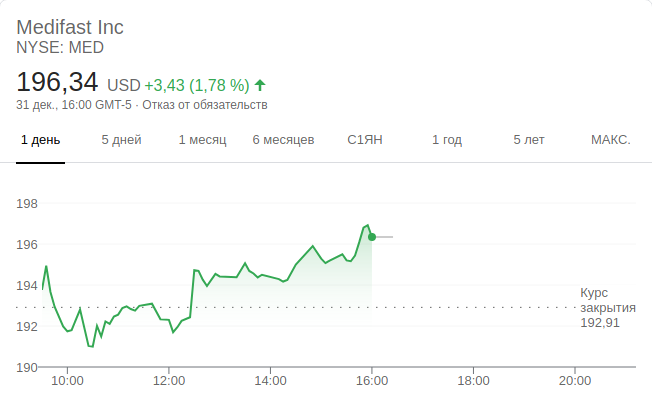 Medifast Inc
NYSE: MED
196,34 USD +3,43 (1,78 %)
31 дек., 16:00 GMT-5 · Отказ от обязательств
1 день 5 дней 1 месяц 6 месяцев С1ЯН 1 год 5 лет МАКС.
198
196
194
Курс
закрытия
192,91
192
190
10:00 12:00 14:00 16:00 18:00 20:00